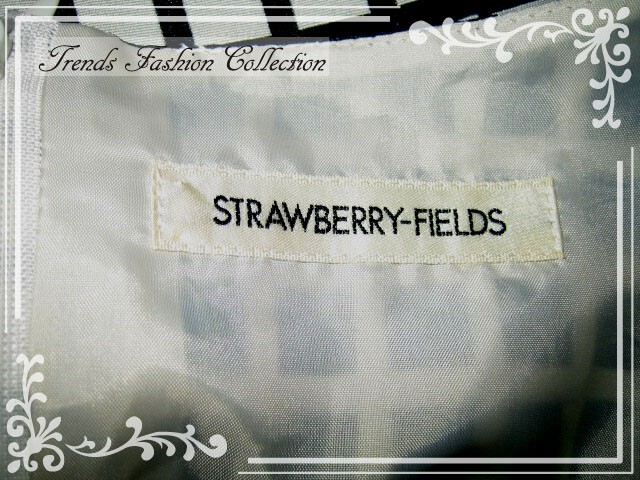 Trends Fashion Collection
STRAWBERRY-FIELDS